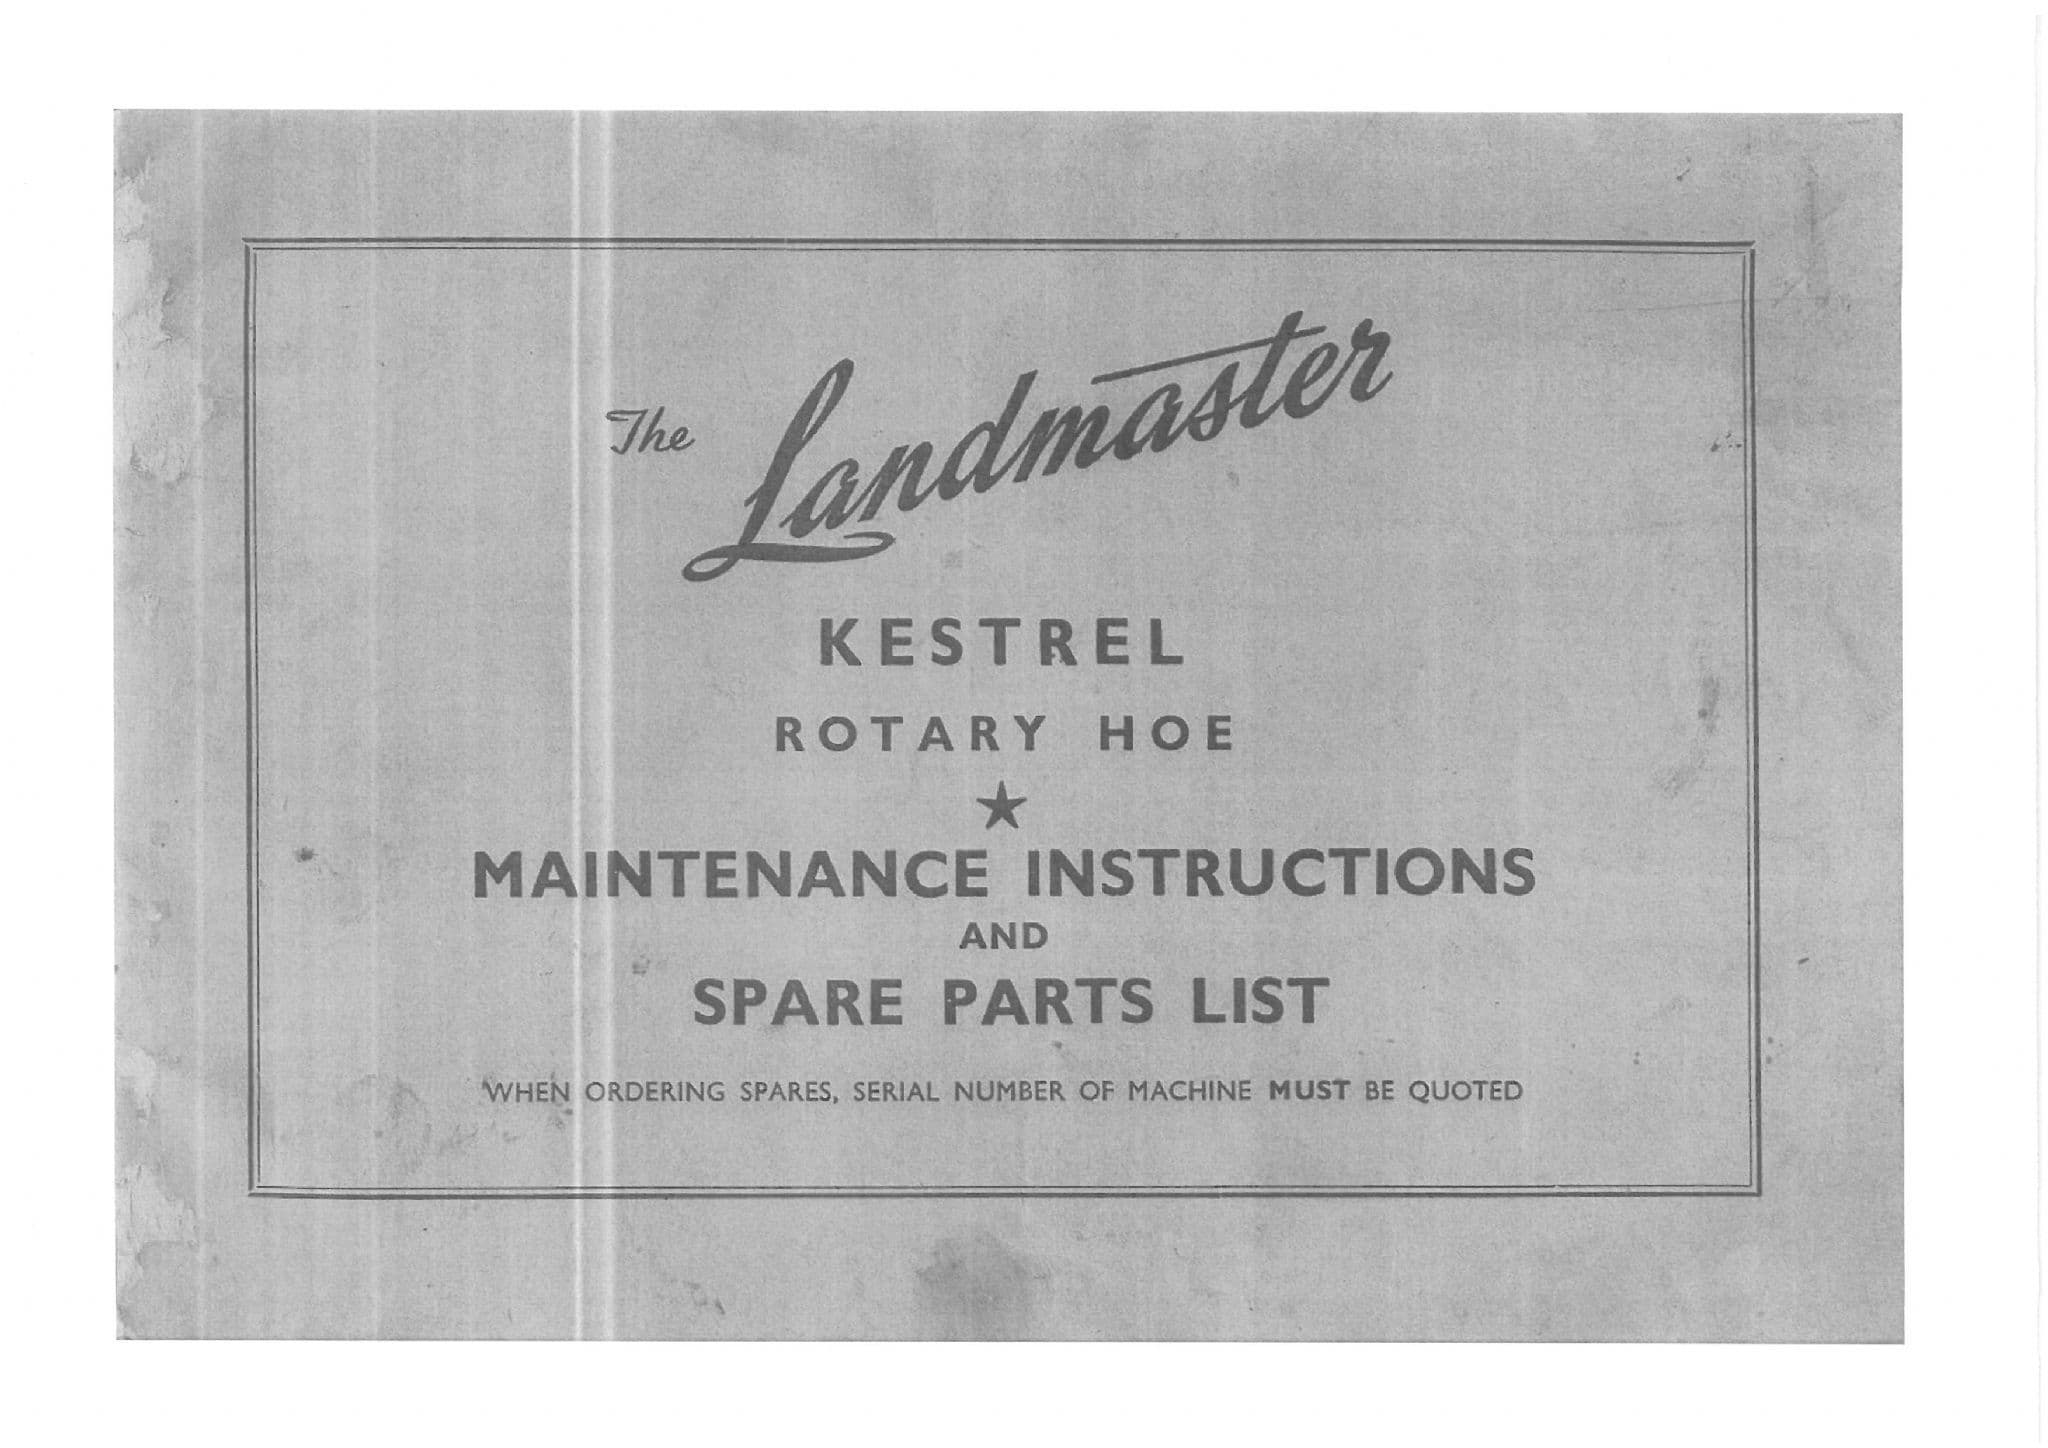 The Landmaster
KESTREL
ROTARY HOE
★
MAINTENANCE INSTRUCTIONS
AND
SPARE PARTS LIST
WHEN ORDERING SPARES, SERIAL NUMBER OF MACHINE MUST BE QUOTED